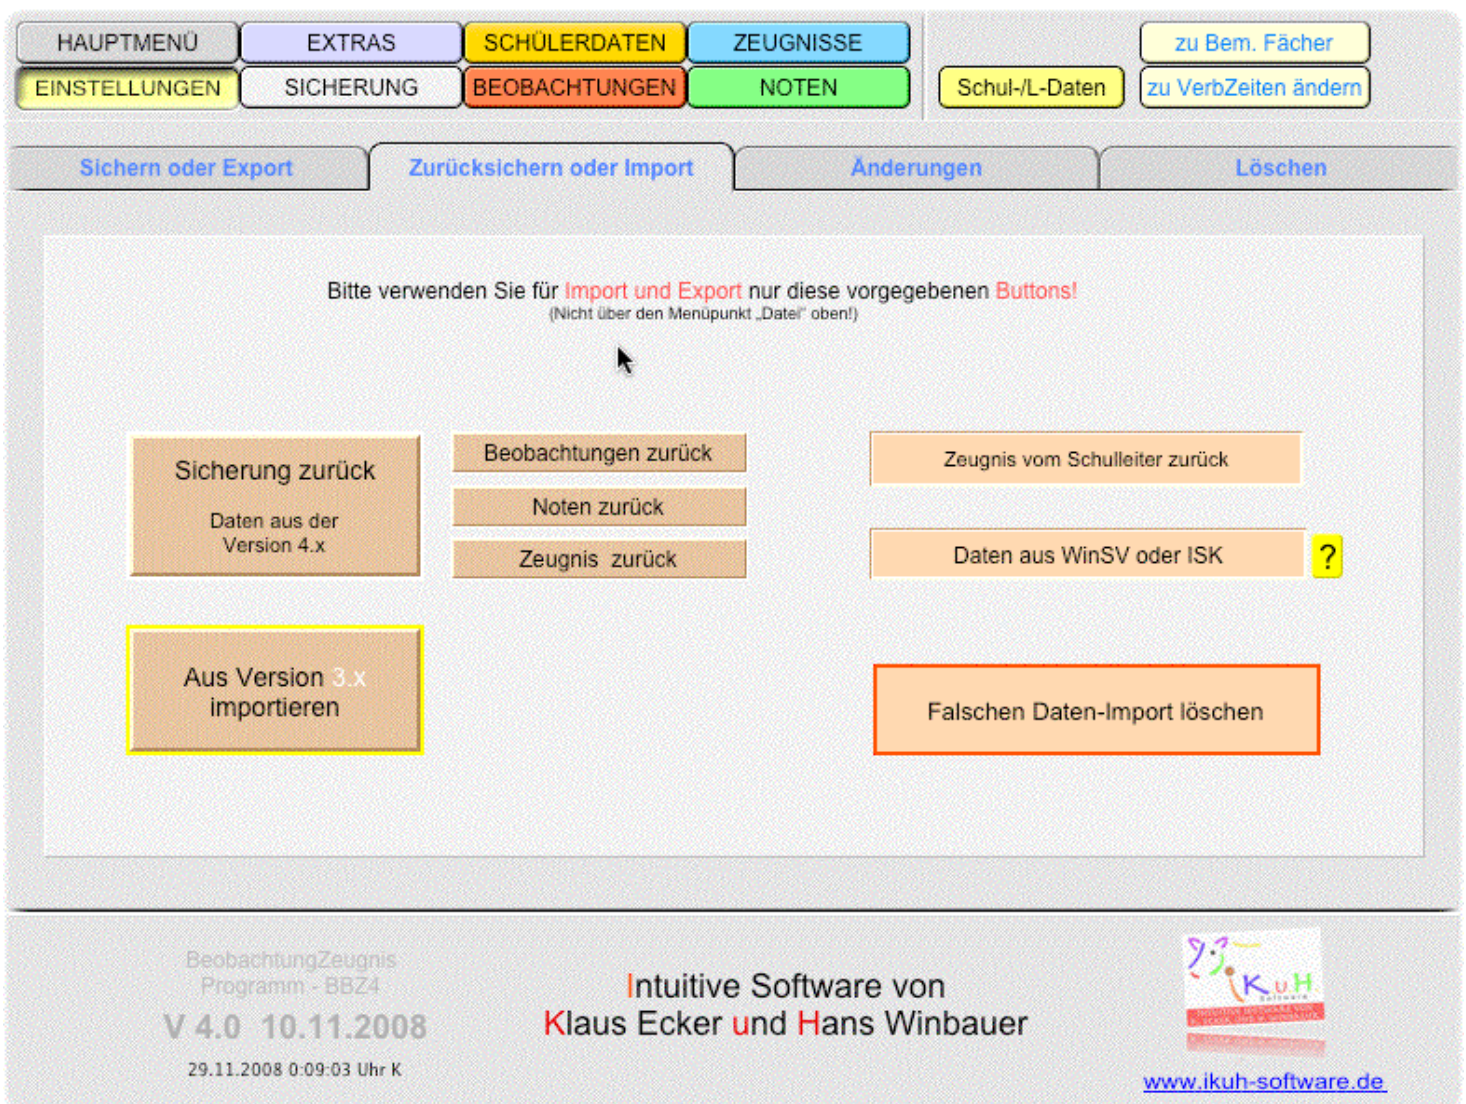 HAUPTMENÜ EXTRAS SCHÜLERDATEN ZEUGNISSE zu Bem. Fächer
EINSTELLUNGEN SICHERUNG BEOBACHTUNGEN NOTEN Schul-/L-Daten zu VerbZeiten ändern
Sichern oder Export Zurücksichern oder Import Änderungen Löschen
Bitte verwenden Sie für Import und Export nur diese vorgegebenen Buttons!
(Nicht über den Menüpunkt „Datei" oben!)
Sicherung zurück
Daten aus der
Version 4.x
Beobachtungen zurück
Noten zurück
Zeugnis zurück
Zeugnis vom Schulleiter zurück
Daten aus WinSV oder ISK ?
Aus Version 3.x
importieren
Falschen Daten-Import löschen
BeobachtungZeugnis
Programm - BBZ4
V 4.0 10.11.2008
29.11.2008 0:09:03 Uhr K
Intuitive Software von
Klaus Ecker und Hans Winbauer
iKuH
Software
www.ikuh-software.de